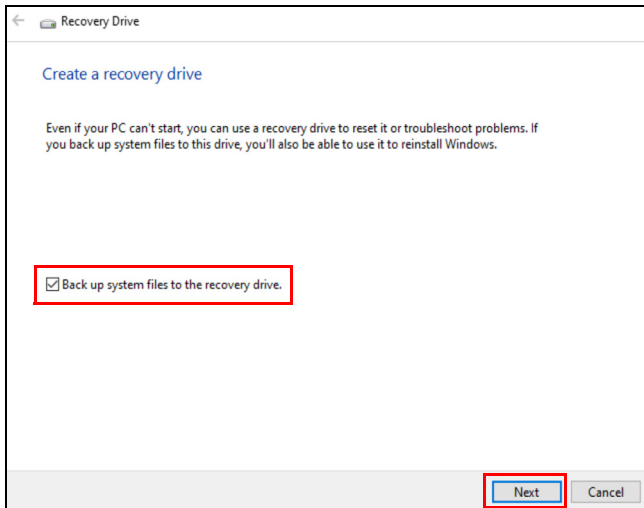 Recovery Drive
Create a recovery drive
Even if your PC can't start, you can use a recovery drive to reset it or troubleshoot problems. If
you back up system files to this drive, you'll also be able to use it to reinstall Windows.
Back up system files to the recovery drive.
Next Cancel